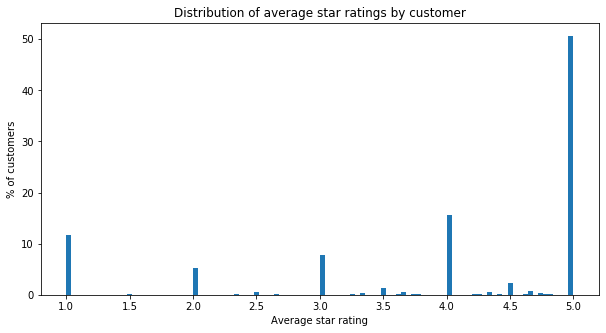 Distribution of average star ratings by customer
% of customers
50
40
30
20
10
0
1.0 1.5 2.0 2.5 3.0 3.5 4.0 4.5 5.0
Average star rating